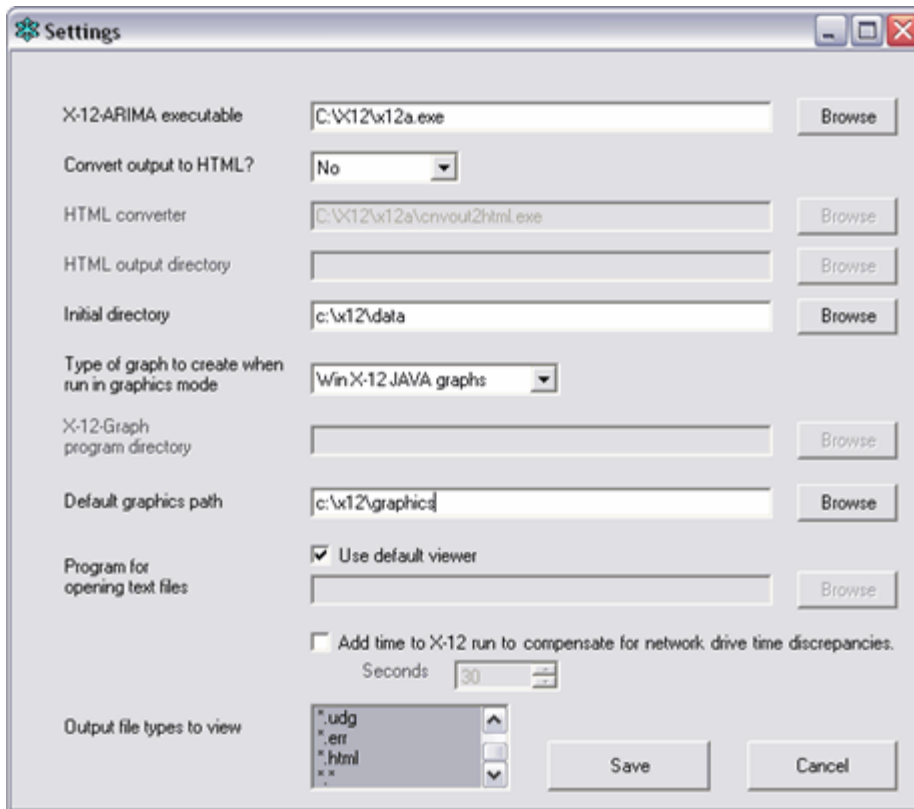 Settings
X-12-ARIMA executable
C:\X12\x12a.exe
Browse
Convert output to HTML?
No
HTML converter
C:\X12\x12a\cnvout2html.exe
Browse
HTML output directory
Browse
Initial directory
c:\x12\data
Browse
Type of graph to create when
run in graphics mode
Win X-12 JAVA graphs
X-12-Graph
program directory
Browse
Default graphics path
c:\x12\graphics
Browse
Program for
opening text files
Use default viewer
Browse
Add time to X-12 run to compensate for network drive time discrepancies.
Seconds
30
Output file types to view
*.udg
*.err
*.html
*.*
Save
Cancel